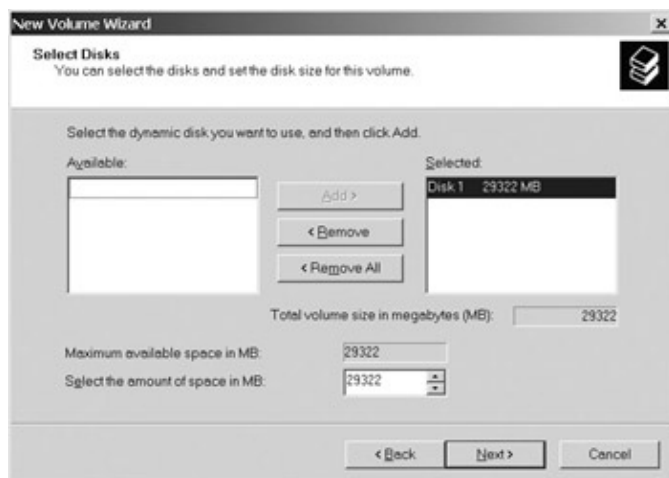 New Volume Wizard
Select Disks
You can select the disks and set the disk size for this volume.
Select the dynamic disk you want to use, and then click Add.
Available:
Selected:
Add >
Disk 1 29322 MB
< Remove
< Remove All
Total volume size in megabytes (MB): 29322
Maximum available space in MB: 29322
Select the amount of space in MB: 29322
< Back Next > Cancel